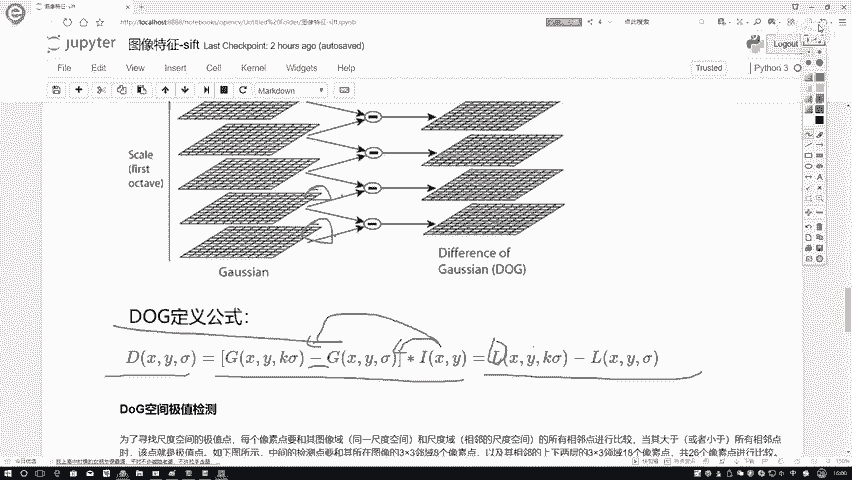 图像特征-sift
http://localhost:8888/notebooks/opencv/Untitled%20Folder/图像特征-sift.ipynb
点此搜索
jupyter 图像特征-sift Last Checkpoint: 2 hours ago (autosaved)
Logout
File Edit View Insert Cell Kernel Widgets Help
Trusted
Python 3
Markdown
Scale
(first
octave)
Gaussian
Difference of
Gaussian (DOG)
DOG定义公式:
D(x, y, σ) = [G(x, y, kσ) − G(x, y, σ)] ∗ I(x, y) = L(x, y, kσ) − L(x, y, σ)
DoG空间极值检测
为了寻找尺度空间的极值点，每个像素点要和其图像域（同一尺度空间）和尺度域（相邻的尺度空间）的所有相邻点进行比较，当其大于（或者小于）所有相邻点
时，该点就是极值点。如下图所示，中间的检测点要和其所在图像的3×3邻域8个像素点，以及其相邻的上下两层的3×3领域18个像素点，共26个像素点进行比较。